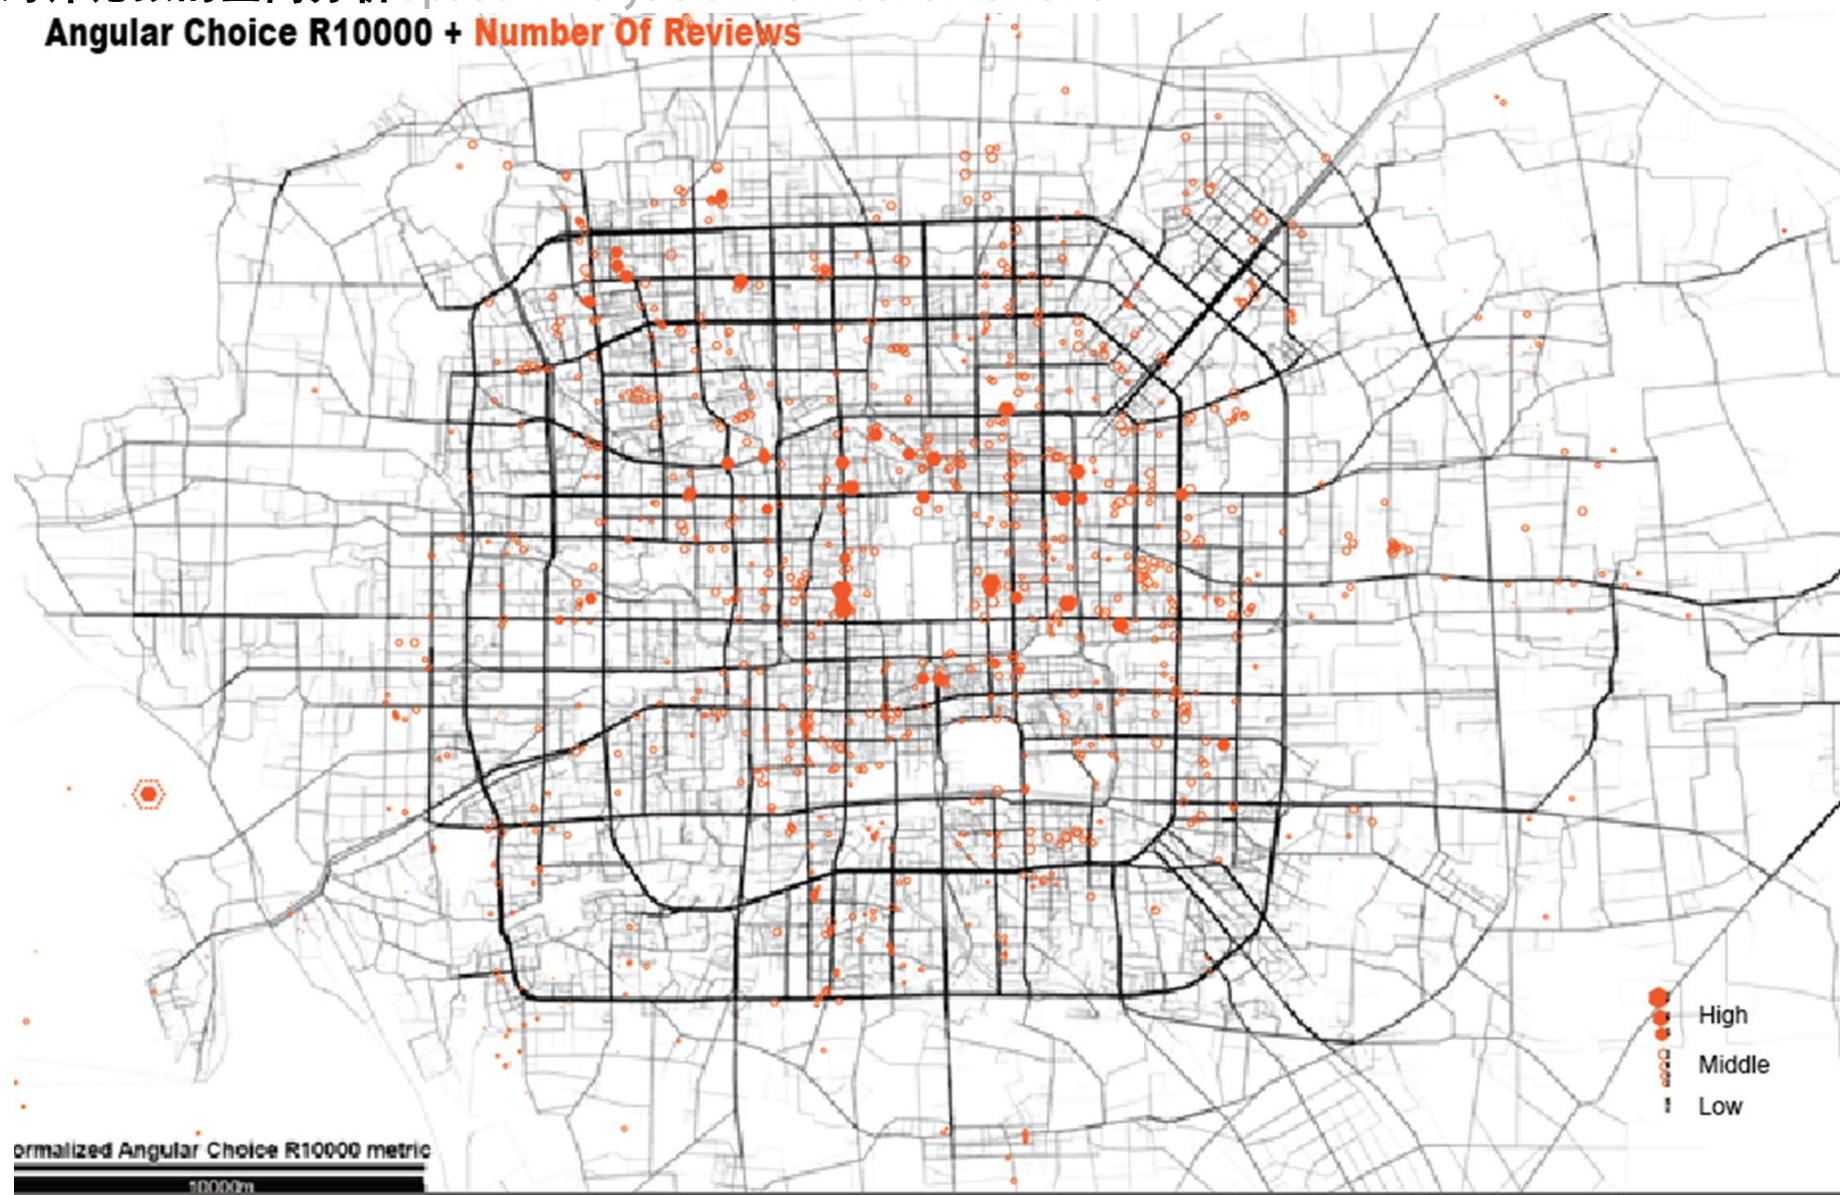 Angular Choice R10000 + Number Of Reviews
High
Middle
Low
ormalized Angular Choice R10000 metric
10000m